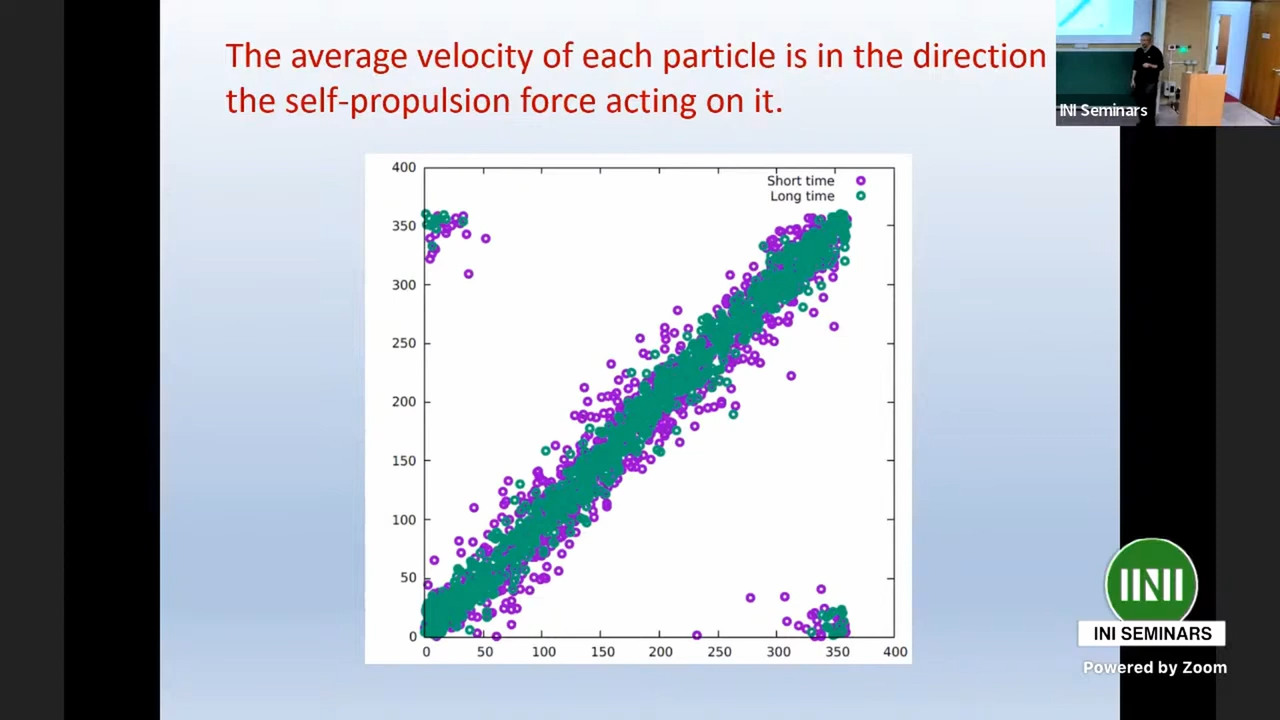 The average velocity of each particle is in the direction
the self-propulsion force acting on it.
INI Seminars
400
350
300
250
200
150
100
50
0
Short time
Long time
0 50 100 150 200 250 300 350 400
INI
INI SEMINARS
Powered by Zoom